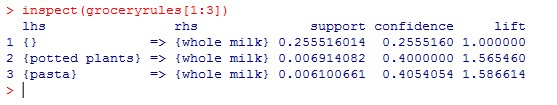 > inspect(groceryrules[1:3])
  lhs                rhs            support     confidence lift
1 {}              => {whole milk} 0.255516014 0.2555160 1.000000
2 {potted plants} => {whole milk} 0.006914082 0.4000000 1.565460
3 {pasta}         => {whole milk} 0.006100661 0.4054054 1.586614
>